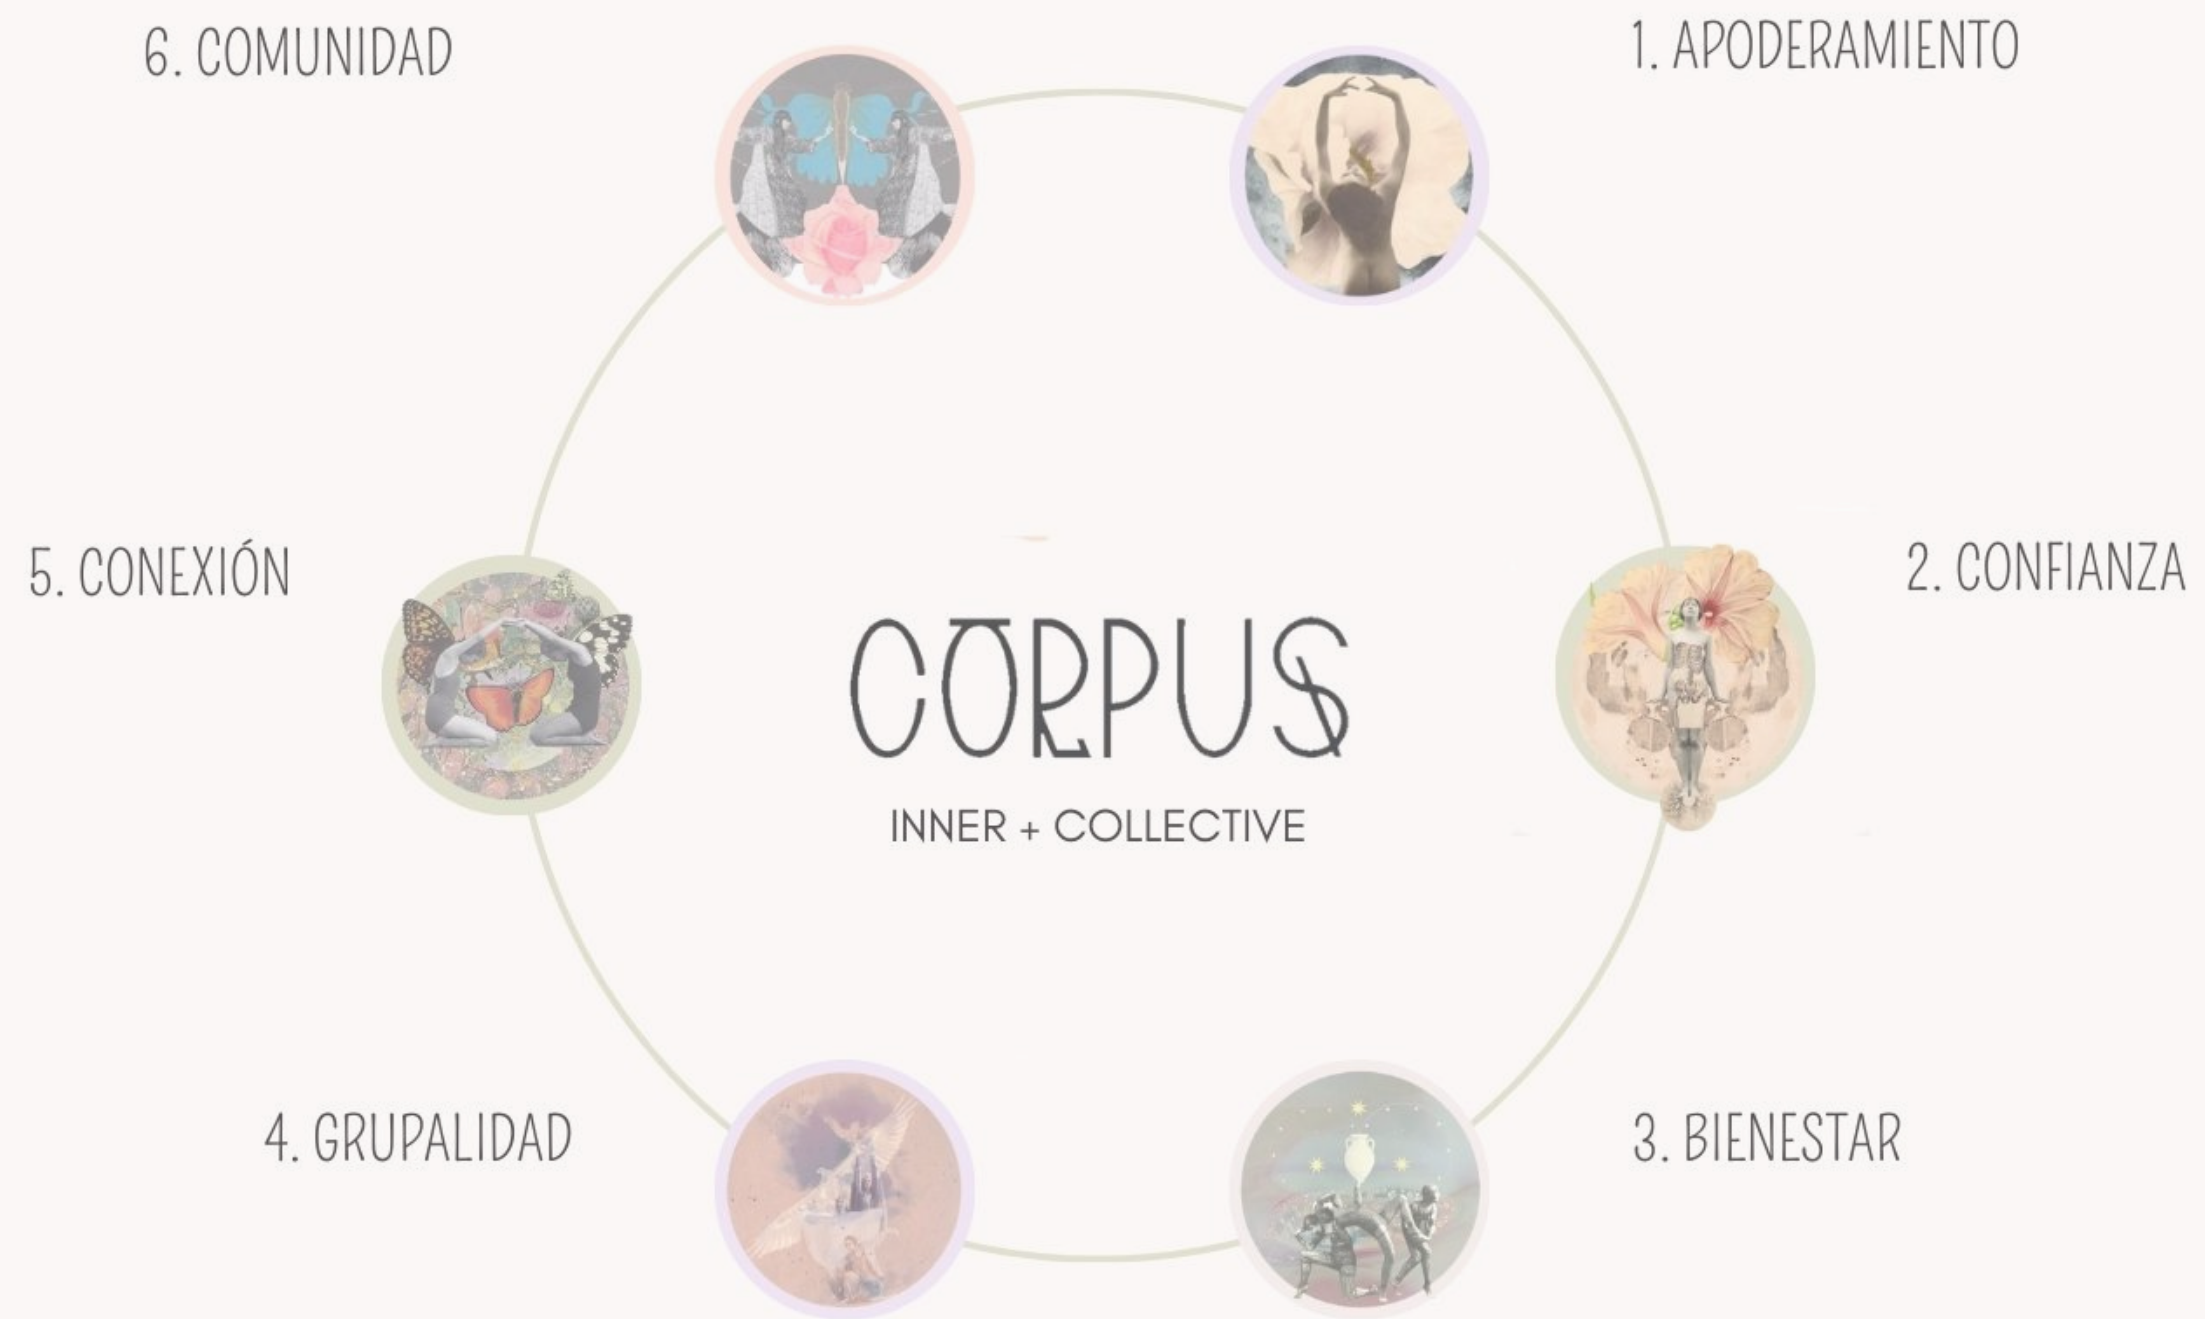 6. COMUNIDAD
1. APODERAMIENTO
5. CONEXIÓN
2. CONFIANZA
CORPUS
INNER + COLLECTIVE
4. GRUPALIDAD
3. BIENESTAR